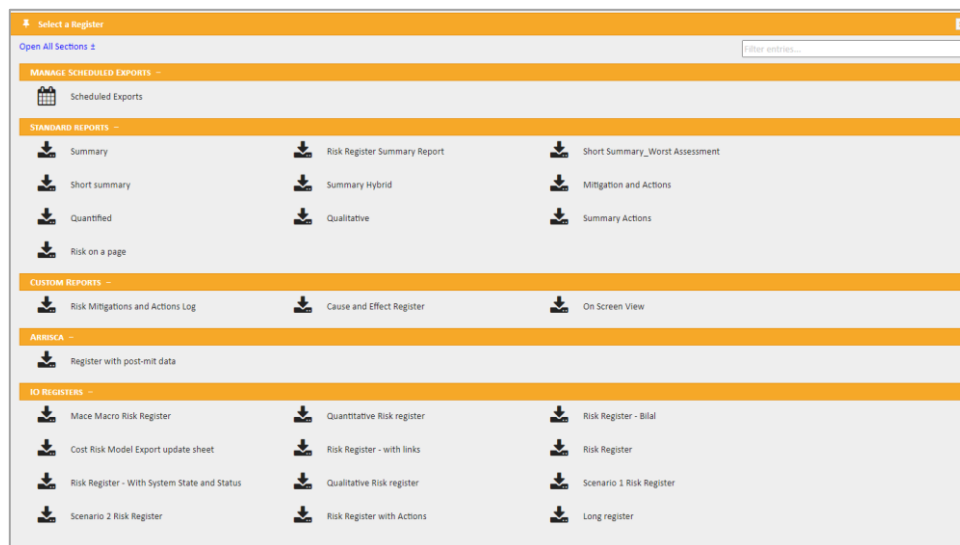 Select a Register
Open All Sections ±
Filter entries...
MANAGE SCHEDULED EXPORTS –
Scheduled Exports
STANDARD REPORTS –
Summary Risk Register Summary Report Short Summary_Worst Assessment
Short summary Summary Hybrid Mitigation and Actions
Quantified Qualitative Summary Actions
Risk on a page
CUSTOM REPORTS –
Risk Mitigations and Actions Log Cause and Effect Register On Screen View
ARRISCA –
Register with post-mit data
IO REGISTERS –
Mace Macro Risk Register Quantitative Risk register Risk Register - Bilal
Cost Risk Model Export update sheet Risk Register - with links Risk Register
Risk Register - With System State and Status Qualitative Risk register Scenario 1 Risk Register
Scenario 2 Risk Register Risk Register with Actions Long register